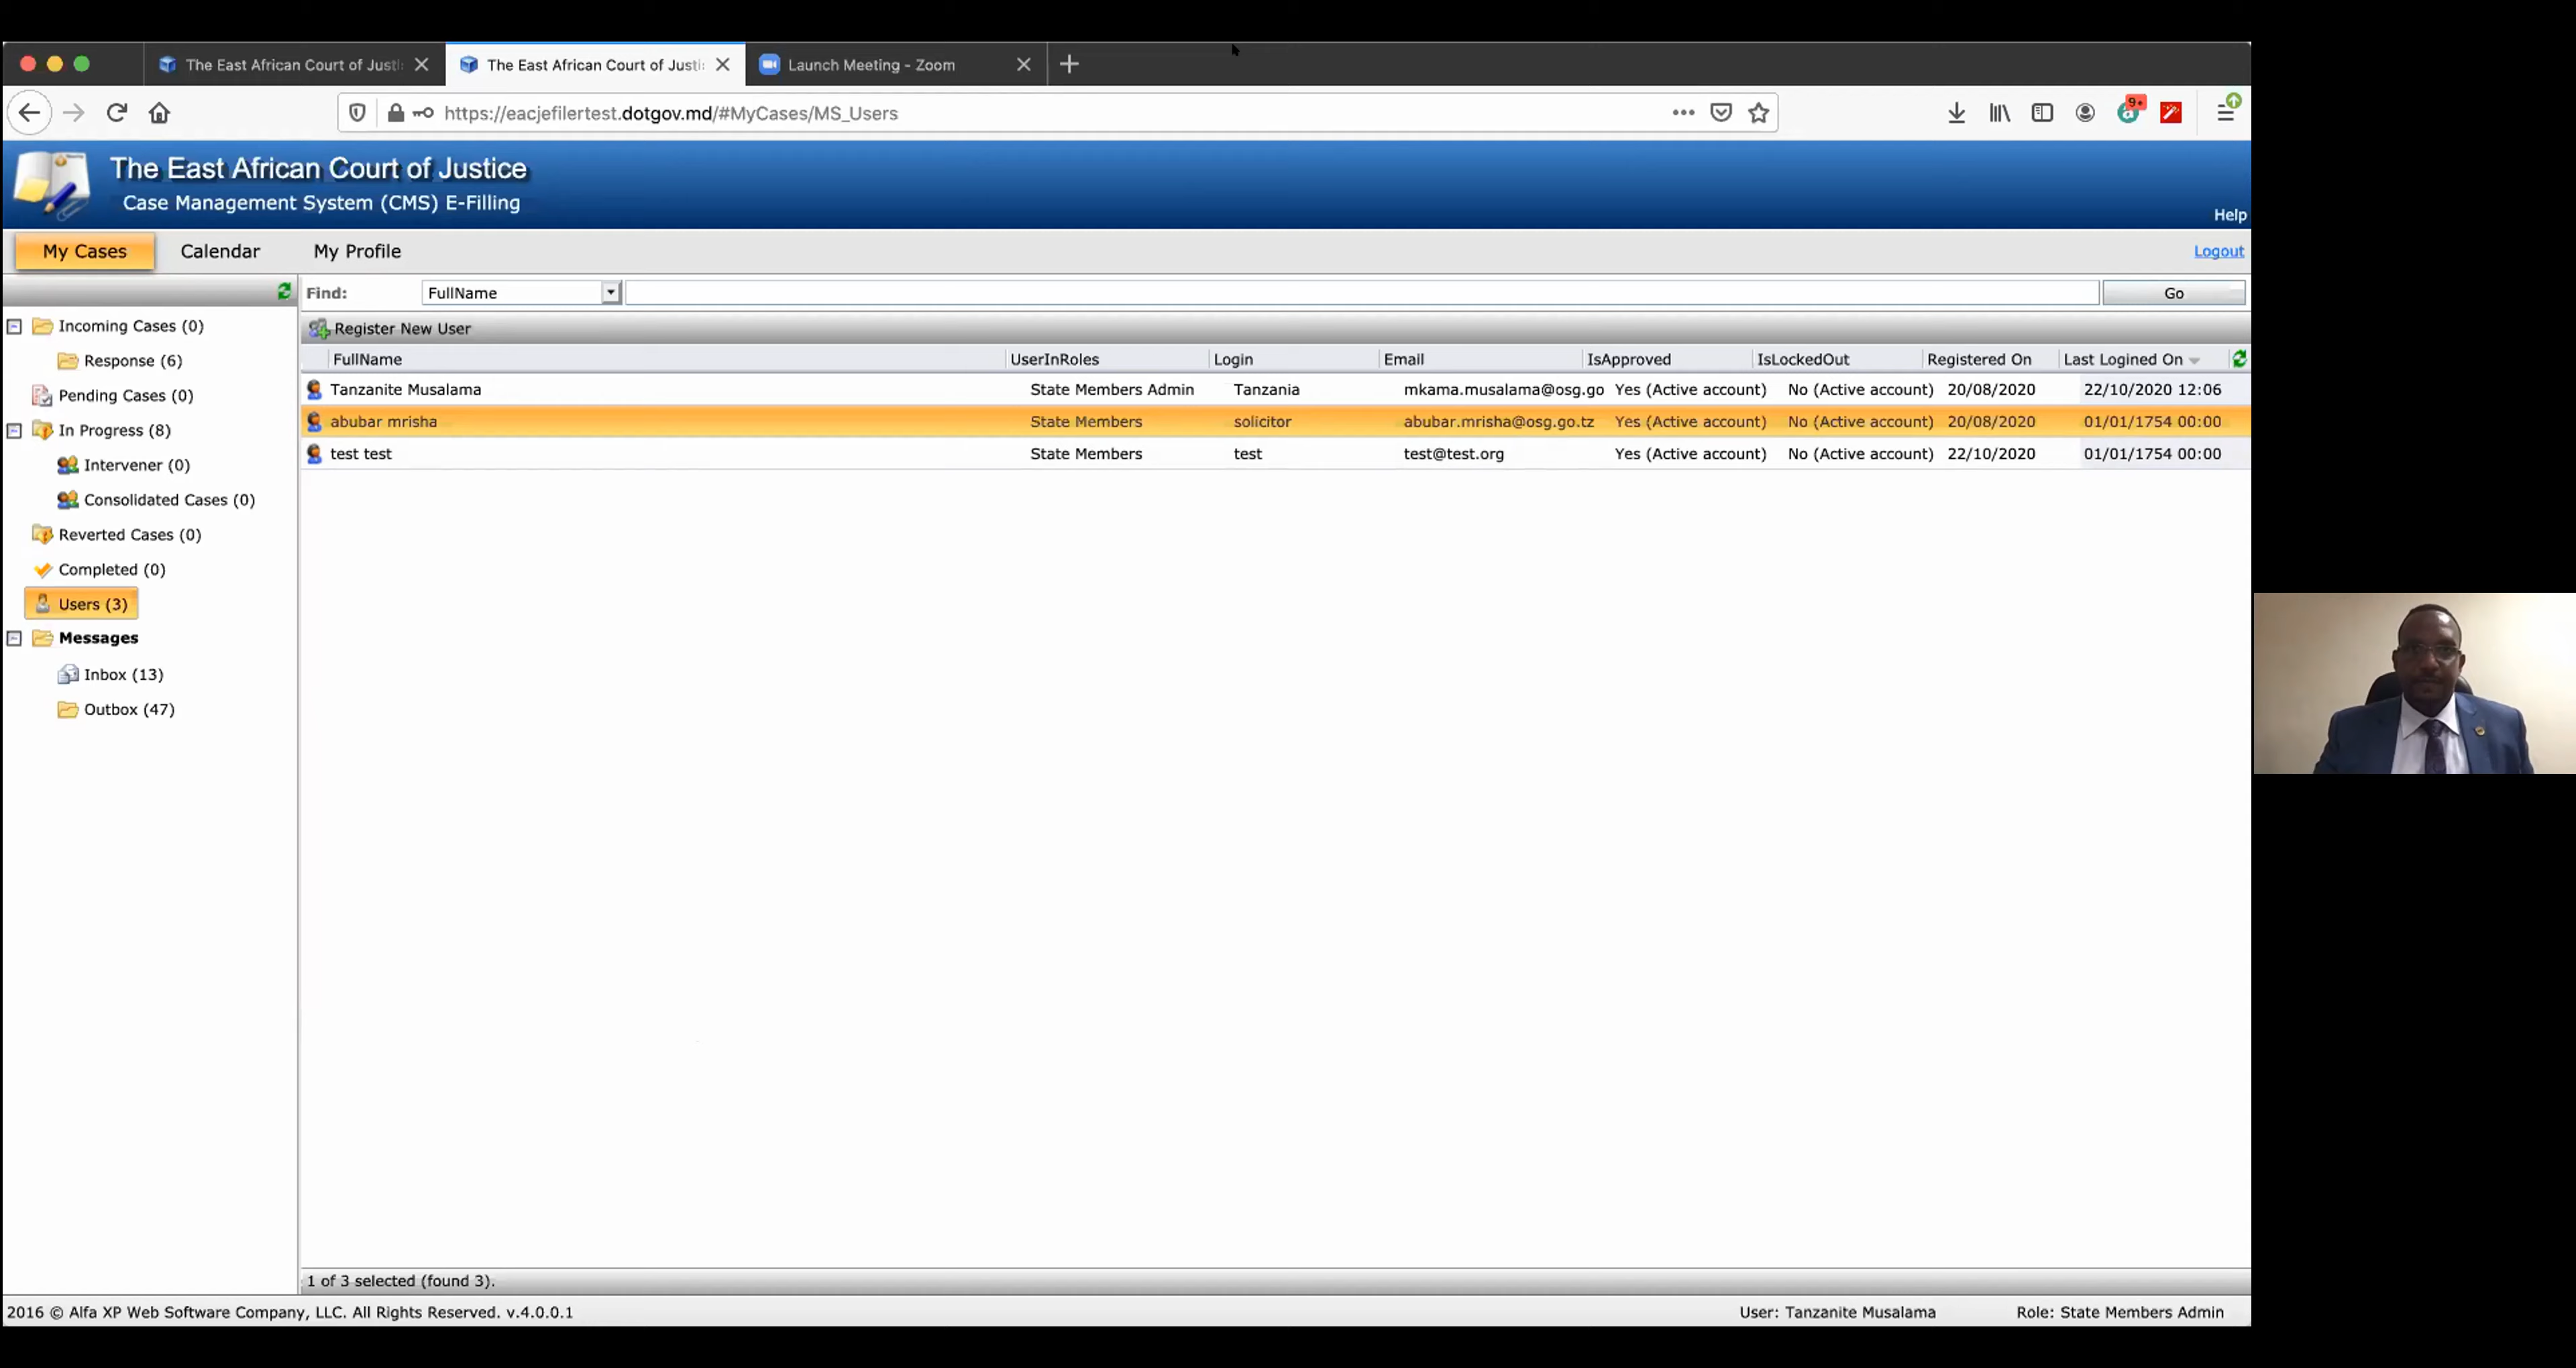 The East African Court of Justi
The East African Court of Justi
Launch Meeting - Zoom
https://eacjefilertest.dotgov.md/#MyCases/MS_Users
9+
The East African Court of Justice
Case Management System (CMS) E-Filling
Help
My Cases Calendar My Profile Logout
Find: FullName Go
Register New User
FullName UserInRoles Login Email IsApproved IsLockedOut Registered On Last Logined On
Tanzanite Musalama State Members Admin Tanzania mkama.musalama@osg.go Yes (Active account) No (Active account) 20/08/2020 22/10/2020 12:06
abubar mrisha State Members solicitor abubar.mrisha@osg.go.tz Yes (Active account) No (Active account) 20/08/2020 01/01/1754 00:00
test test State Members test test@test.org Yes (Active account) No (Active account) 22/10/2020 01/01/1754 00:00
Incoming Cases (0)
Response (6)
Pending Cases (0)
In Progress (8)
Intervener (0)
Consolidated Cases (0)
Reverted Cases (0)
Completed (0)
Users (3)
Messages
Inbox (13)
Outbox (47)
1 of 3 selected (found 3).
2016 © Alfa XP Web Software Company, LLC. All Rights Reserved. v.4.0.0.1
User: Tanzanite Musalama Role: State Members Admin